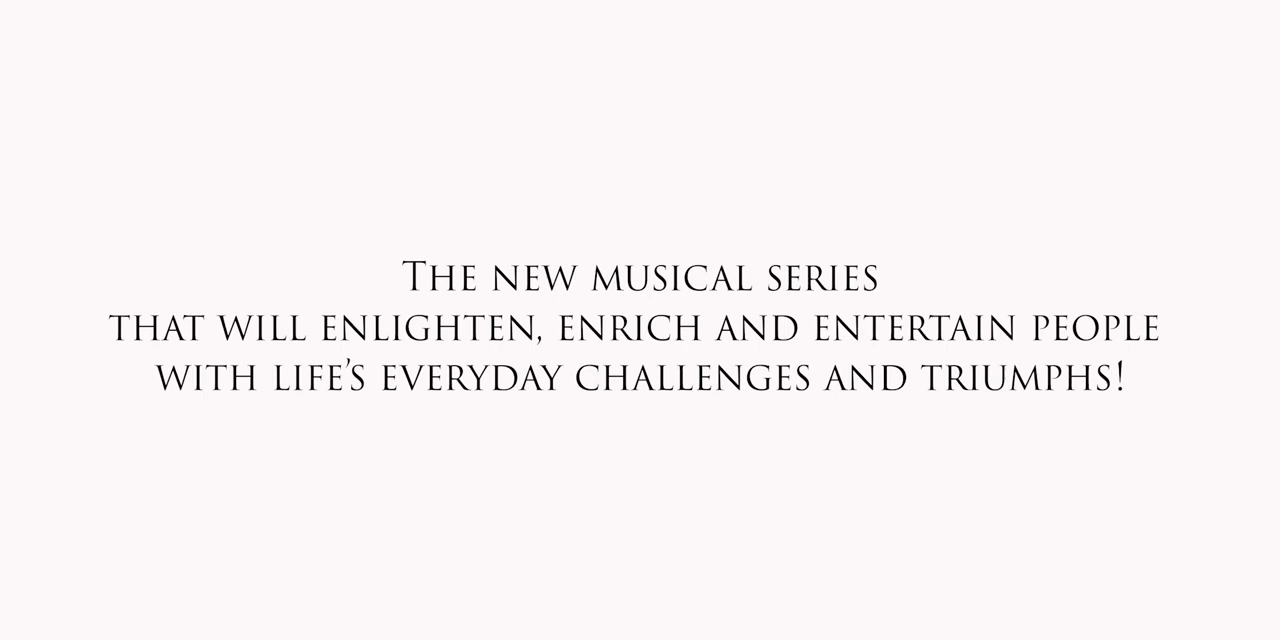 The new musical series
that will enlighten, enrich and entertain people
with life’s everyday challenges and triumphs!